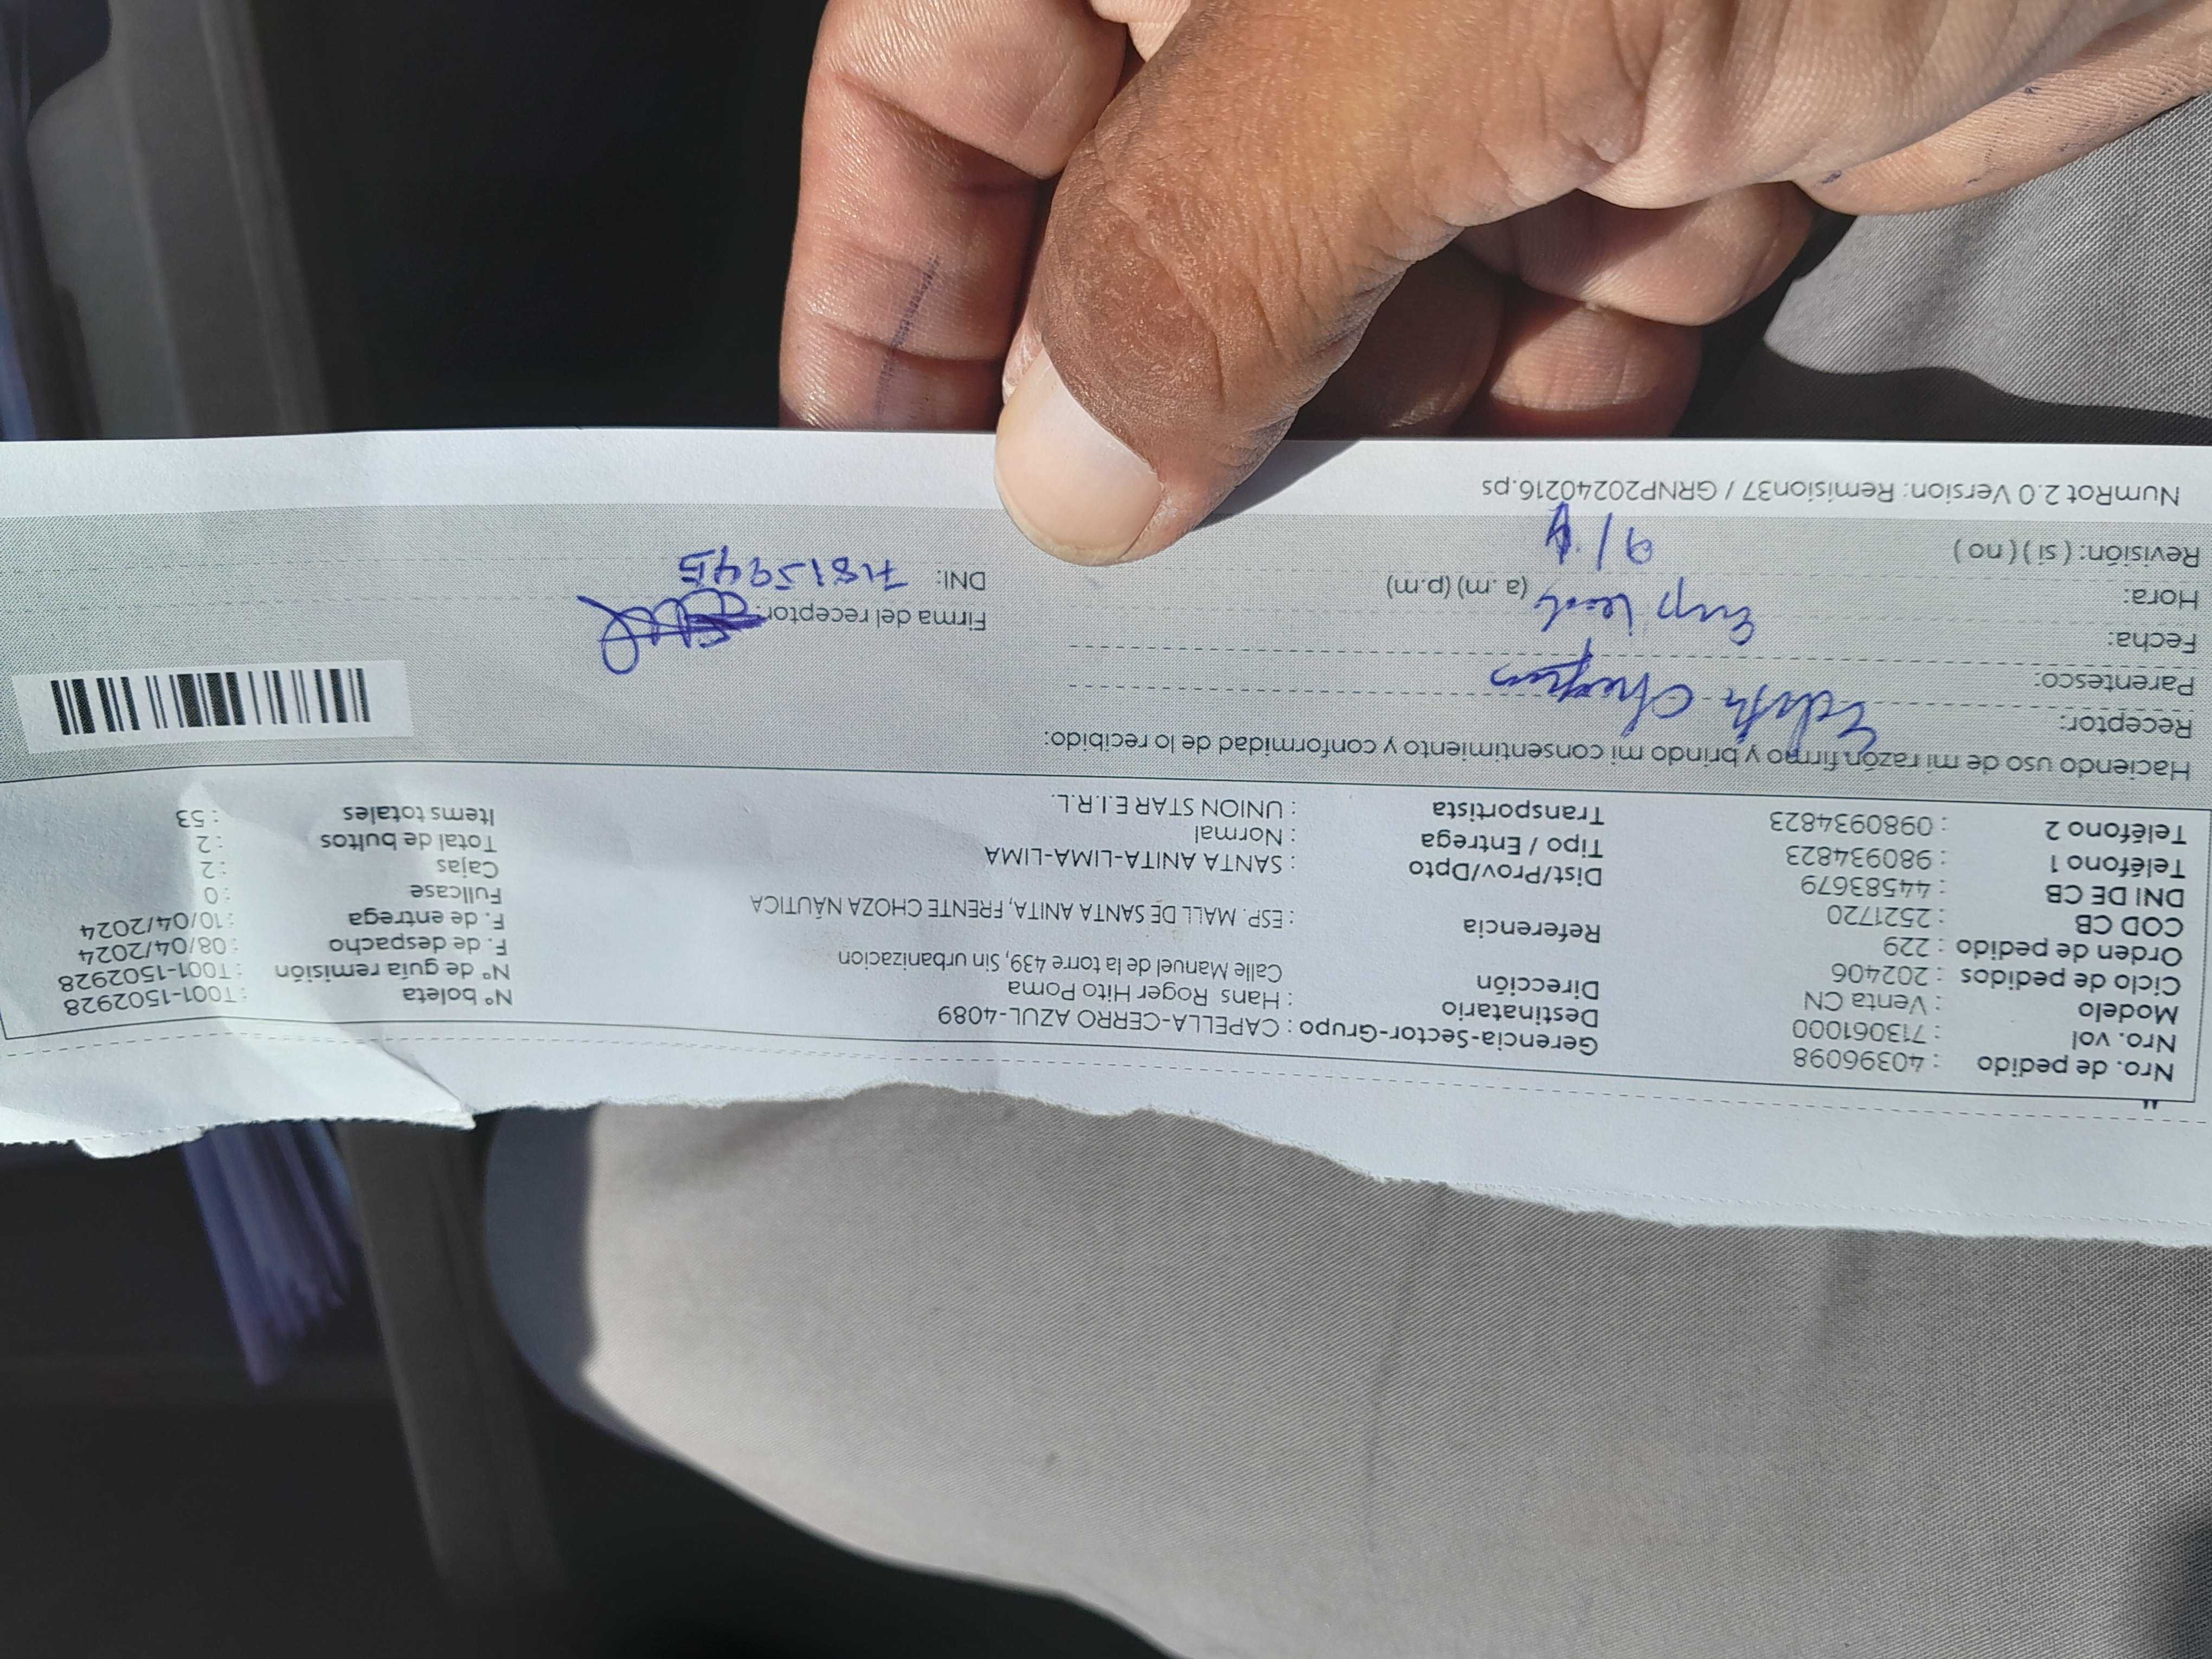 Nro. de pedido : 40396098
Nro. vol : 713061000
Modelo : Venta CN
Ciclo de pedidos : 202406
Orden de pedido : 229
COD CB : 2521720
DNI DE CB : 44583679
Teléfono 1 : 980934823
Teléfono 2 : 0980934823
Gerencia-Sector-Grupo : CAPELLA-CERRO AZUL-4089
Destinatario : Hans Roger Hito Poma
Dirección Calle Manuel de la torre 439, Sin urbanizacion
Referencia : ESP. MALL DE SANTA ANITA, FRENTE CHOZA NÁUTICA
Dist/Prov/Dpto : SANTA ANITA-LIMA-LIMA
Tipo / Entrega : Normal
Transportista : UNION STAR E.I.R.L.
N° boleta : T001-1502928
N° de guía remisión : T001-1502928
F. de despacho : 08/04/2024
F. de entrega : 10/04/2024
Fullcase : 0
Cajas : 2
Total de bultos : 2
Items totales : 53
Haciendo uso de mi razón firmo y brindo mi consentimiento y conformidad de lo recibido:
Receptor: Edith
Parentesco:
Fecha:
Hora: (a.m) (p.m)
Revisión: ( si ) ( no ) 9/4
Firma del receptor:
DNI: 71815945
NumRot 2.0 Version: Remision37 / GRNP20240216.ps